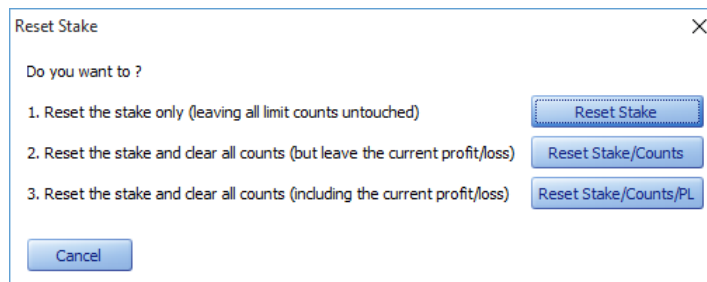 Reset Stake
Do you want to ?
1. Reset the stake only (leaving all limit counts untouched) Reset Stake
2. Reset the stake and clear all counts (but leave the current profit/loss) Reset Stake/Counts
3. Reset the stake and clear all counts (including the current profit/loss) Reset Stake/Counts/PL
Cancel